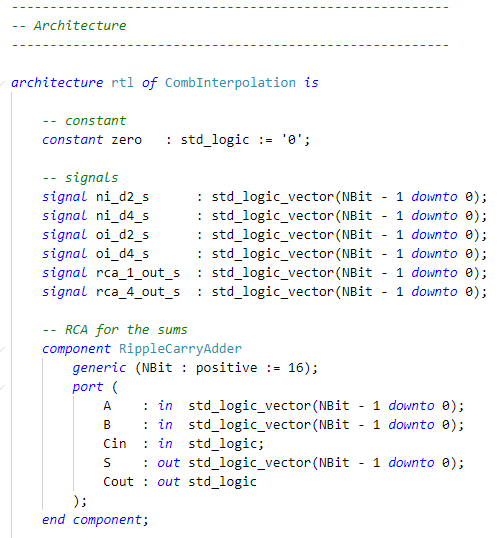 --------------------------------------------------------
-- Architecture
--------------------------------------------------------
architecture rtl of CombInterpolation is
    -- constant
    constant zero   : std_logic := '0';
    -- signals
    signal ni_d2_s      : std_logic_vector(NBit - 1 downto 0);
    signal ni_d4_s      : std_logic_vector(NBit - 1 downto 0);
    signal oi_d2_s      : std_logic_vector(NBit - 1 downto 0);
    signal oi_d4_s      : std_logic_vector(NBit - 1 downto 0);
    signal rca_1_out_s  : std_logic_vector(NBit - 1 downto 0);
    signal rca_4_out_s  : std_logic_vector(NBit - 1 downto 0);
    -- RCA for the sums
    component RippleCarryAdder
        generic (NBit : positive := 16);
        port (
            A    : in  std_logic_vector(NBit - 1 downto 0);
            B    : in  std_logic_vector(NBit - 1 downto 0);
            Cin  : in  std_logic;
            S    : out std_logic_vector(NBit - 1 downto 0);
            Cout : out std_logic
        );
    end component;